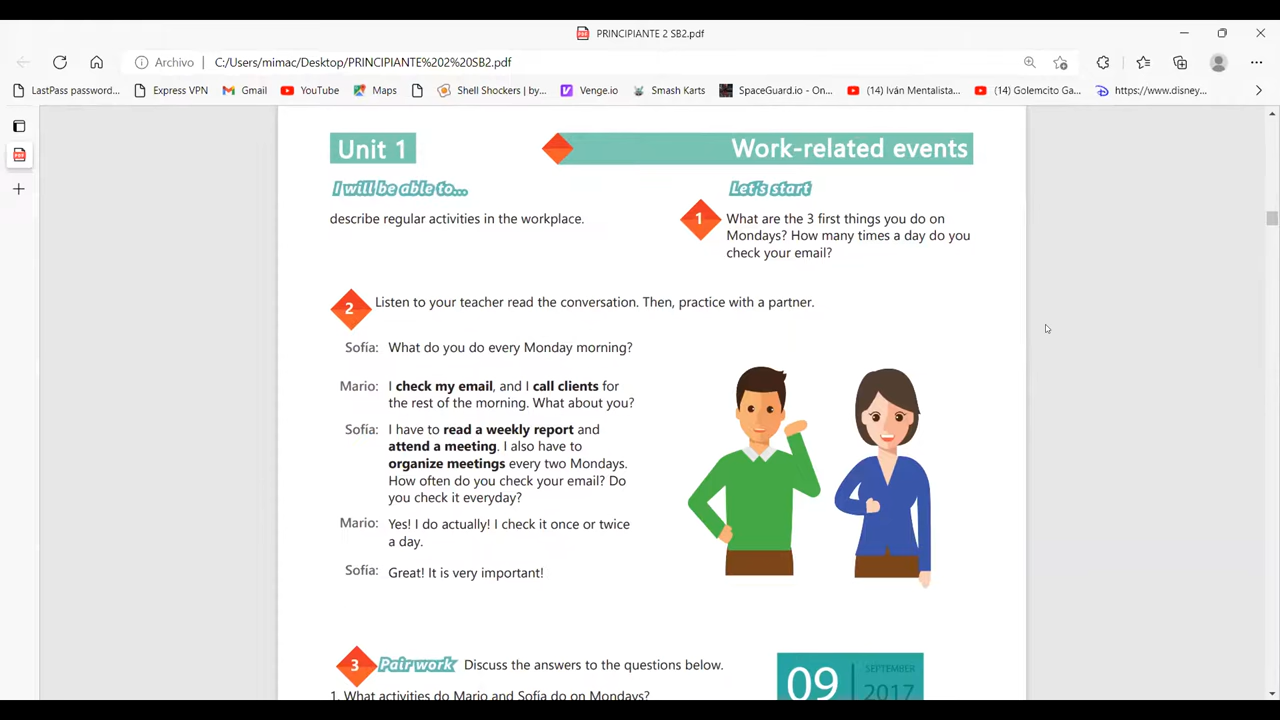 PRINCIPIANTE 2 SB2.pdf
Archivo C:/Users/mimac/Desktop/PRINCIPIANTE%202%20SB2.pdf
LastPass password... Express VPN Gmail YouTube Maps Shell Shockers | by... Venge.io Smash Karts SpaceGuard.io - On... (14) Iván Mentalista... (14) Golemcito Ga... https://www.disney...
Unit 1 Work-related events
I will be able to...
describe regular activities in the workplace.
Let's start
1 What are the 3 first things you do on
Mondays? How many times a day do you
check your email?
2 Listen to your teacher read the conversation. Then, practice with a partner.
Sofía: What do you do every Monday morning?
Mario: I check my email, and I call clients for
the rest of the morning. What about you?
Sofía: I have to read a weekly report and
attend a meeting. I also have to
organize meetings every two Mondays.
How often do you check your email? Do
you check it everyday?
Mario: Yes! I do actually! I check it once or twice
a day.
Sofía: Great! It is very important!
3 Pair work Discuss the answers to the questions below.
1. What activities do Mario and Sofía do on Mondays?
09 SEPTEMBER
2017